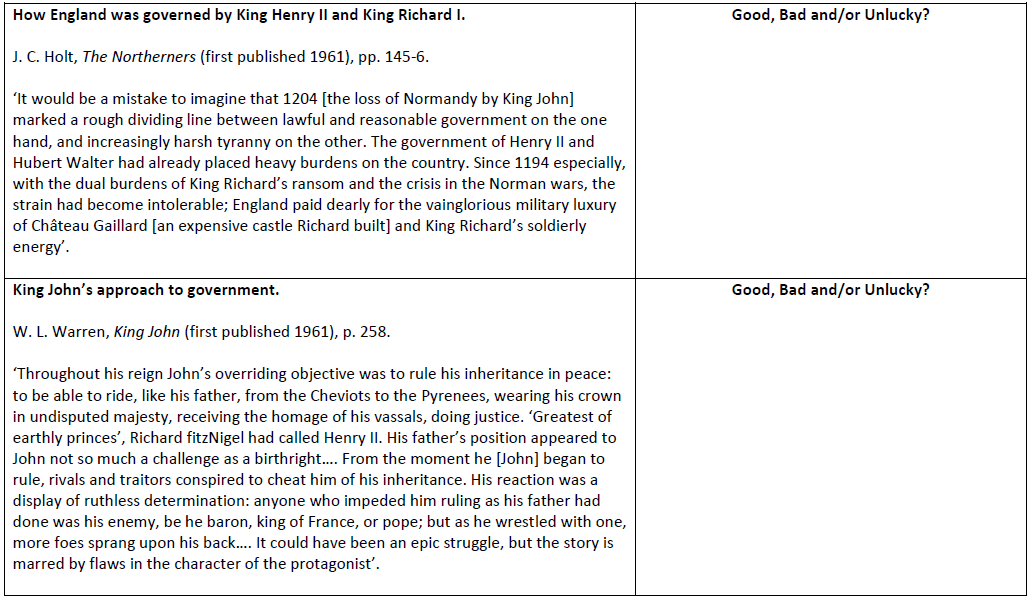 How England was governed by King Henry II and King Richard I.
Good, Bad and/or Unlucky?
J. C. Holt, The Northerners (first published 1961), pp. 145-6.
‘It would be a mistake to imagine that 1204 [the loss of Normandy by King John]
marked a rough dividing line between lawful and reasonable government on the one
hand, and increasingly harsh tyranny on the other. The government of Henry II and
Hubert Walter had already placed heavy burdens on the country. Since 1194 especially,
with the dual burdens of King Richard’s ransom and the crisis in the Norman wars, the
strain had become intolerable; England paid dearly for the vainglorious military luxury
of Château Gaillard [an expensive castle Richard built] and King Richard’s soldierly
energy’.
King John’s approach to government.
Good, Bad and/or Unlucky?
W. L. Warren, King John (first published 1961), p. 258.
‘Throughout his reign John’s overriding objective was to rule his inheritance in peace:
to be able to ride, like his father, from the Cheviots to the Pyrenees, wearing his crown
in undisputed majesty, receiving the homage of his vassals, doing justice. ‘Greatest of
earthly princes’, Richard fitzNigel had called Henry II. His father’s position appeared to
John not so much a challenge as a birthright…. From the moment he [John] began to
rule, rivals and traitors conspired to cheat him of his inheritance. His reaction was a
display of ruthless determination: anyone who impeded him ruling as his father had
done was his enemy, be he baron, king of France, or pope; but as he wrestled with one,
more foes sprang upon his back…. It could have been an epic struggle, but the story is
marred by flaws in the character of the protagonist’.